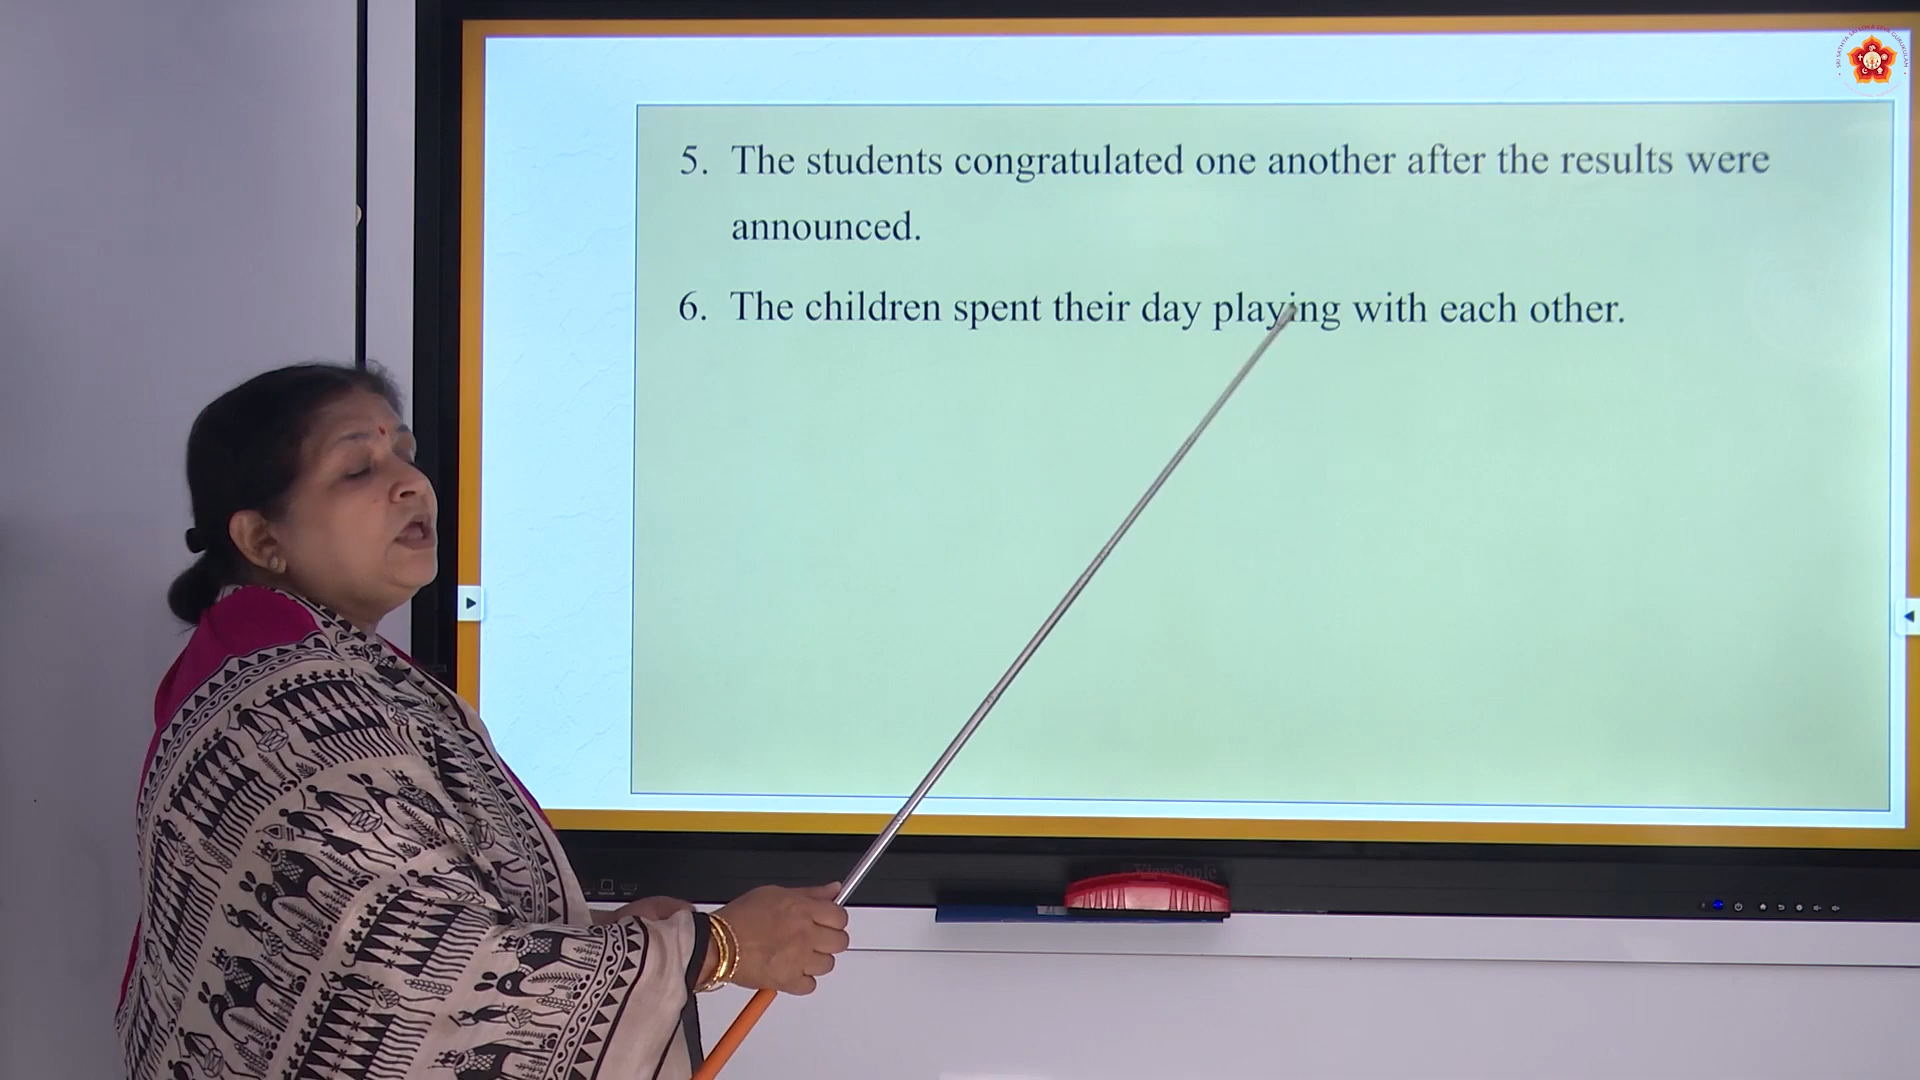 5. The students congratulated one another after the results were
announced.
6. The children spent their day playing with each other.
ViewSonic